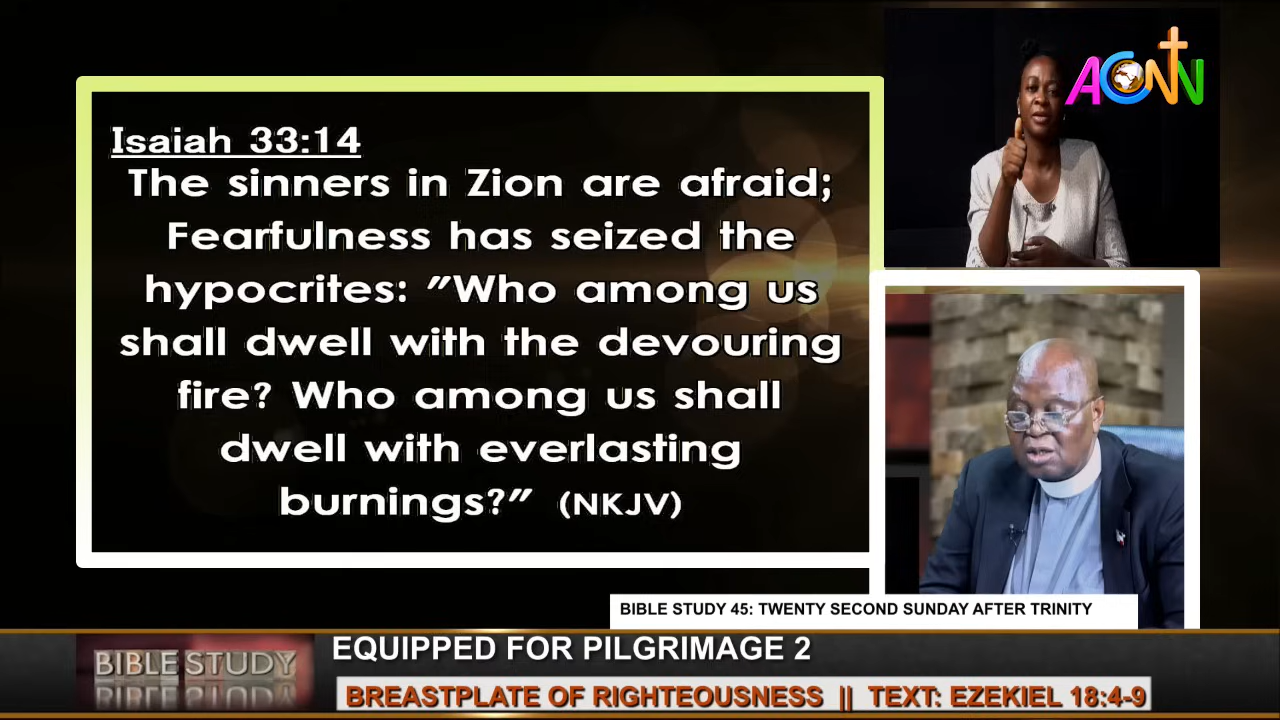 Isaiah 33:14
The sinners in Zion are afraid;
Fearfulness has seized the
hypocrites: "Who among us
shall dwell with the devouring
fire? Who among us shall
dwell with everlasting
burnings?" (NKJV)
ACNN
BIBLE STUDY 45: TWENTY SECOND SUNDAY AFTER TRINITY
BIBLE STUDY
EQUIPPED FOR PILGRIMAGE 2
BREASTPLATE OF RIGHTEOUSNESS || TEXT: EZEKIEL 18:4-9